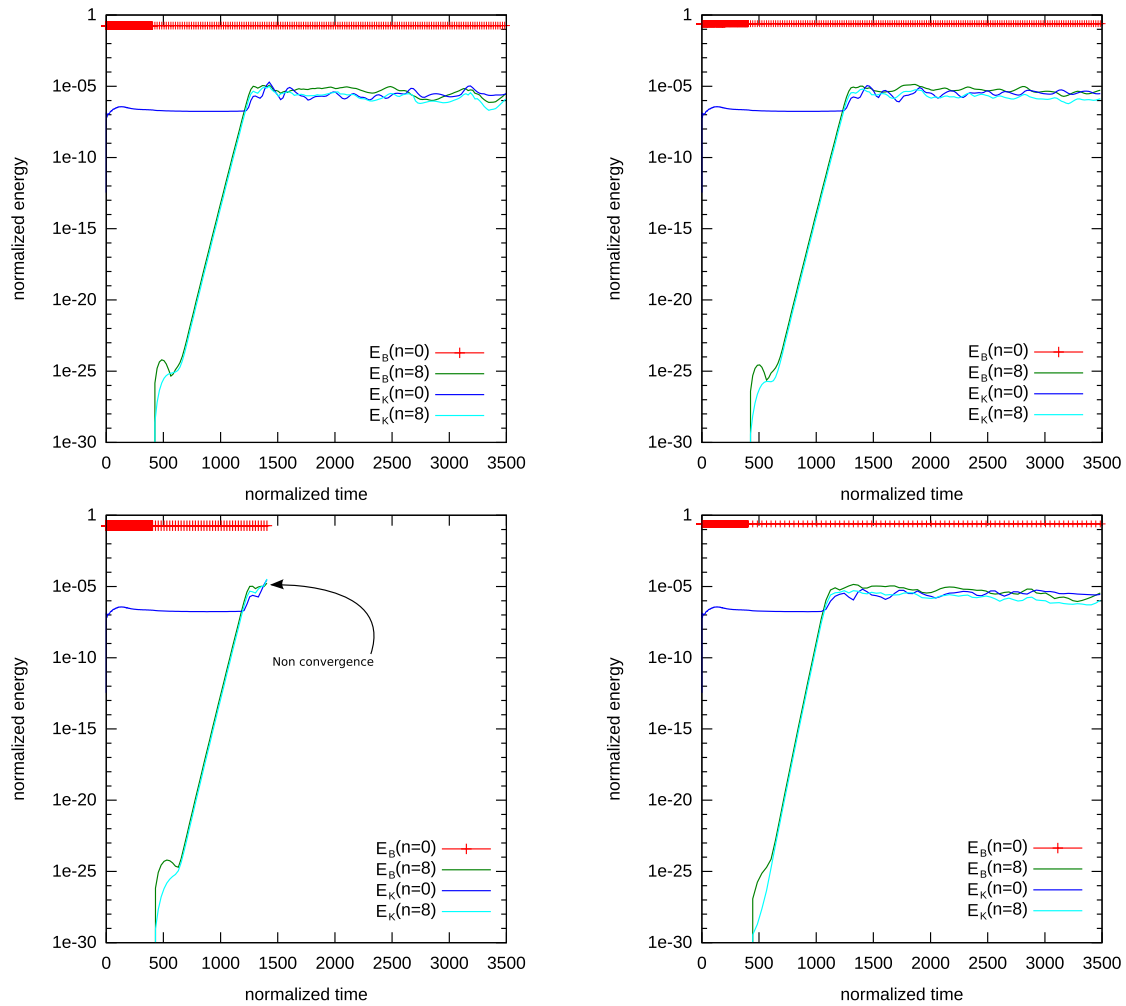 1
1e-05
1e-10
1e-15
1e-20
1e-25
1e-30
normalized energy
E_B(n=0)
E_B(n=8)
E_K(n=0)
E_K(n=8)
0 500 1000 1500 2000 2500 3000 3500
normalized time
1
1e-05
1e-10
1e-15
1e-20
1e-25
1e-30
normalized energy
E_B(n=0)
E_B(n=8)
E_K(n=0)
E_K(n=8)
0 500 1000 1500 2000 2500 3000 3500
normalized time
1
1e-05
1e-10
1e-15
1e-20
1e-25
1e-30
normalized energy
Non convergence
E_B(n=0)
E_B(n=8)
E_K(n=0)
E_K(n=8)
0 500 1000 1500 2000 2500 3000 3500
normalized time
1
1e-05
1e-10
1e-15
1e-20
1e-25
1e-30
normalized energy
E_B(n=0)
E_B(n=8)
E_K(n=0)
E_K(n=8)
0 500 1000 1500 2000 2500 3000 3500
normalized time